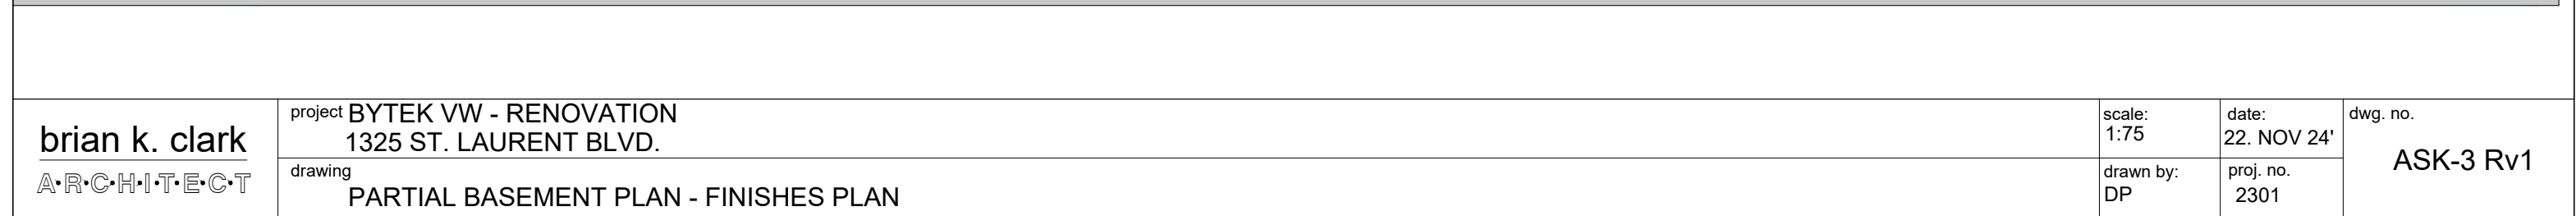 brian k. clark
A•R•C•H•I•T•E•C•T
project BYTEK VW - RENOVATION
1325 ST. LAURENT BLVD.
drawing
PARTIAL BASEMENT PLAN - FINISHES PLAN
scale:
1:75
date:
22. NOV 24'
drawn by:
DP
proj. no.
2301
dwg. no.
ASK-3 Rv1